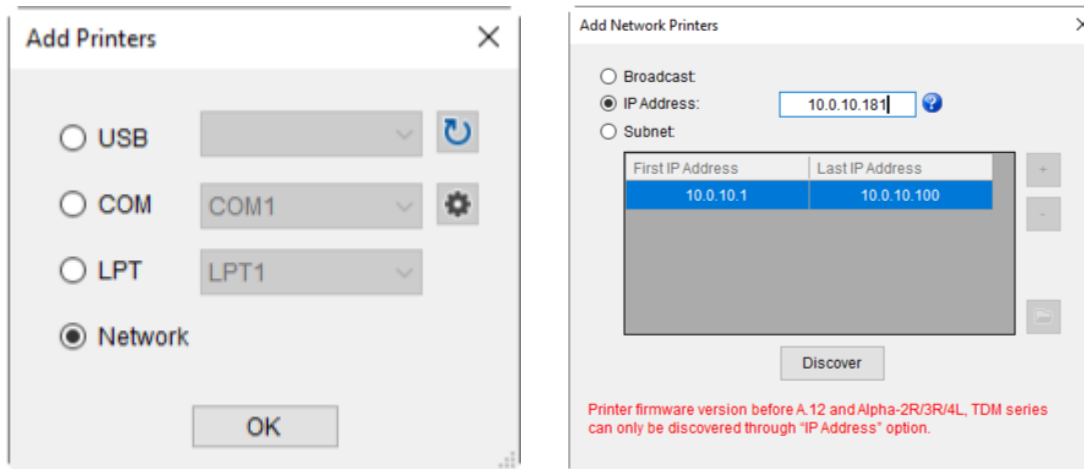 Add Printers
USB
COM
COM1
LPT
LPT1
Network
OK
Add Network Printers
Broadcast:
IP Address:
10.0.10.181
Subnet:
First IP Address
Last IP Address
10.0.10.1
10.0.10.100
+
-
Discover
Printer firmware version before A.12 and Alpha-2R/3R/4L, TDM series
can only be discovered through “IP Address” option.